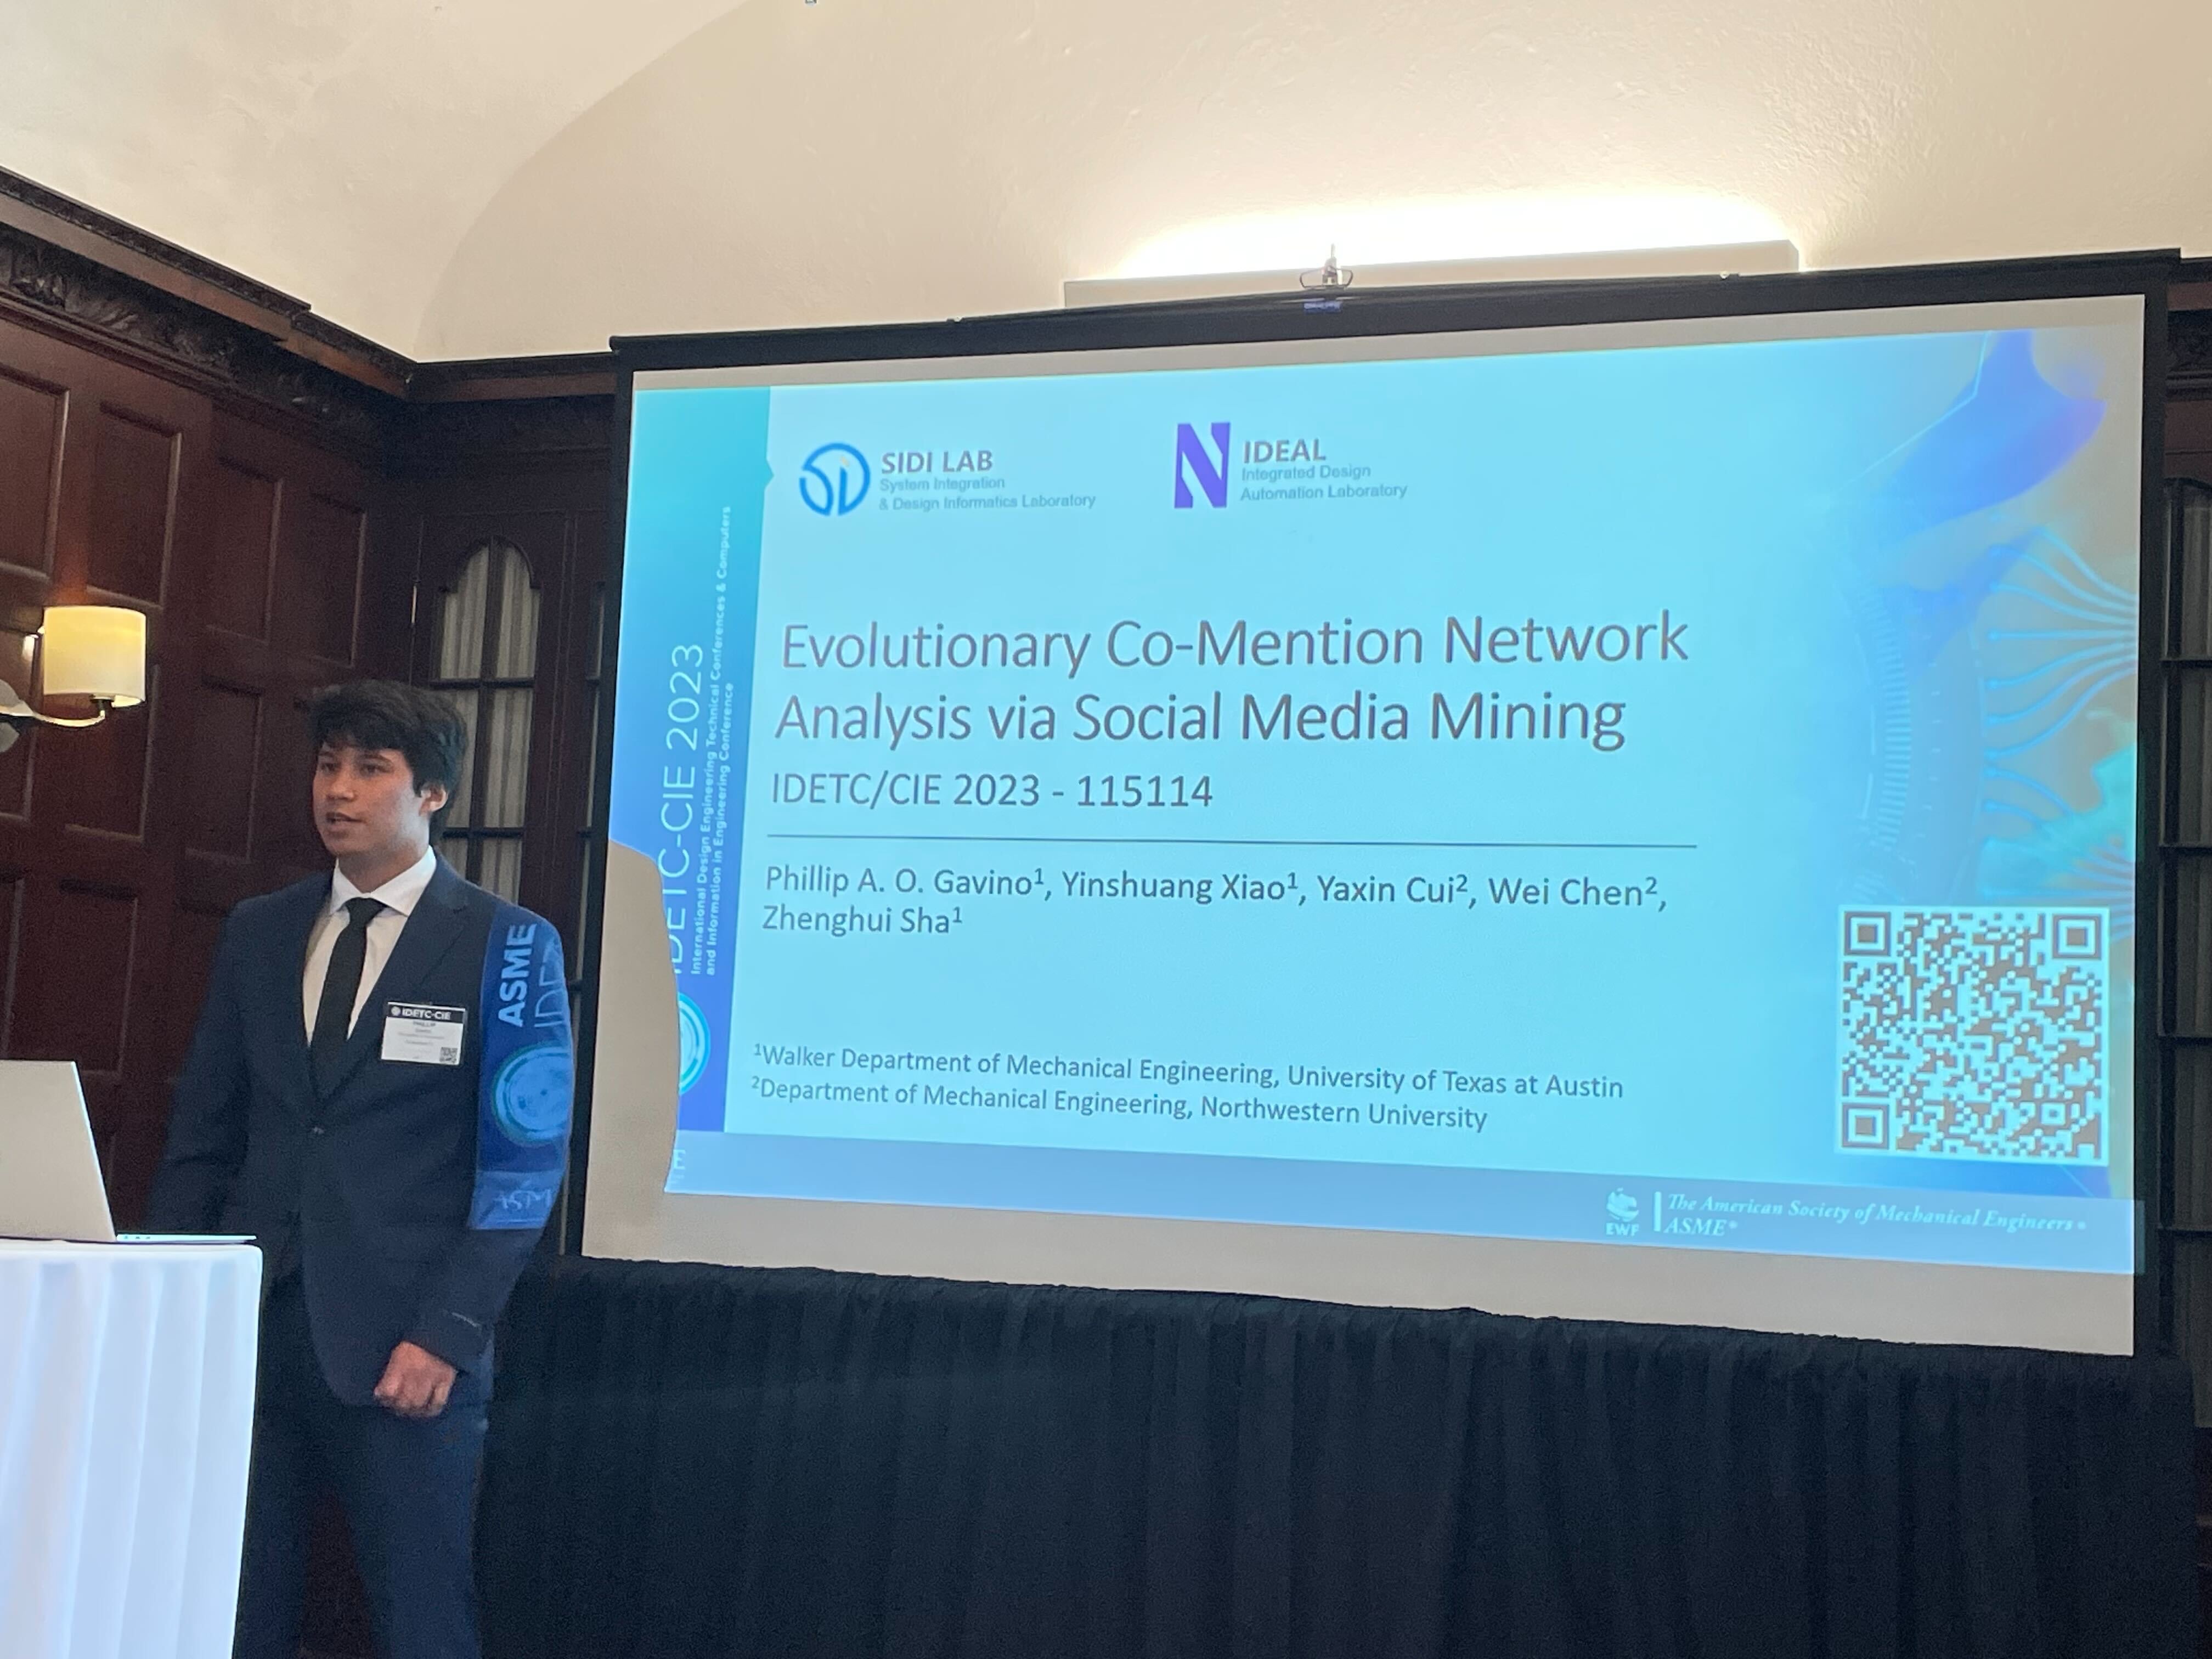 SIDI LAB
System Integration
& Design Informatics Laboratory
N
IDEAL
Integrated Design
Automation Laboratory
IDETC-CIE 2023
International Design Engineering Technical Conferences & Computers
and Information in Engineering Conference
Evolutionary Co-Mention Network
Analysis via Social Media Mining
IDETC/CIE 2023 - 115114
Phillip A. O. Gavino¹, Yinshuang Xiao¹, Yaxin Cui², Wei Chen²,
Zhenghui Sha¹
¹Walker Department of Mechanical Engineering, University of Texas at Austin
²Department of Mechanical Engineering, Northwestern University
EWF
The American Society of Mechanical Engineers®
ASME®
ASME
IDETC-CIE
PHILLIP